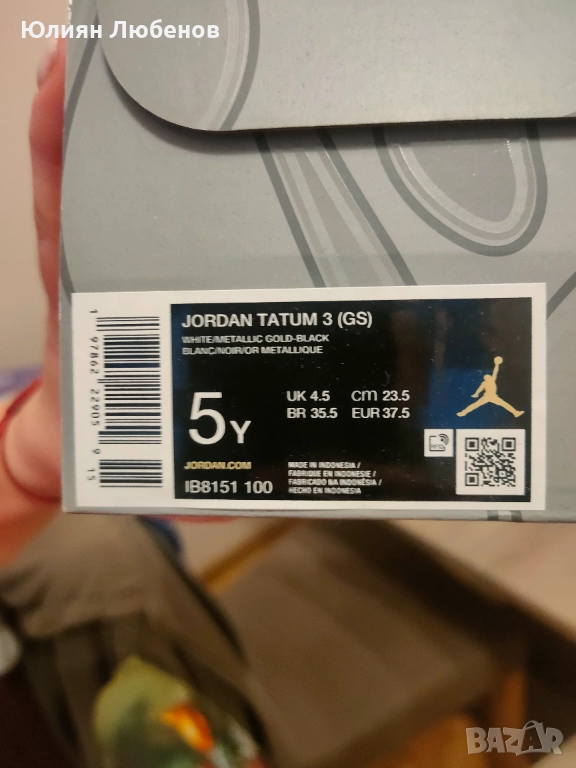 Юлиян Любенов
JORDAN TATUM 3 (GS)
WHITE/METALLIC GOLD-BLACK
BLANC/NOIR/OR METALLIQUE
5Y
UK 4.5 cm 23.5
BR 35.5 EUR 37.5
JORDAN.COM
IB8151 100
MADE IN INDONESIA/
FABRIQUE EN INDONESIE/
FABRICADO NA INDONÉSIA/
HECHO EN INDONESIA
1 97862 22905 9 15
BAZAR